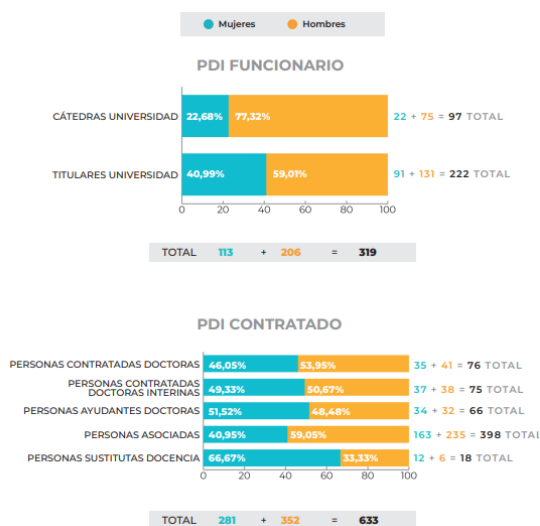 Mujeres Hombres
PDI FUNCIONARIO
CÁTEDRAS UNIVERSIDAD 22,68% 77,32% 22 + 75 = 97 TOTAL
TITULARES UNIVERSIDAD 40,99% 59,01% 91 + 131 = 222 TOTAL
0 20 40 60 80 100
TOTAL 113 + 206 = 319
PDI CONTRATADO
PERSONAS CONTRATADAS DOCTORAS 46,05% 53,95% 35 + 41 = 76 TOTAL
PERSONAS CONTRATADAS
DOCTORAS INTERINAS 49,33% 50,67% 37 + 38 = 75 TOTAL
PERSONAS AYUDANTES DOCTORAS 51,52% 48,48% 34 + 32 = 66 TOTAL
PERSONAS ASOCIADAS 40,95% 59,05% 163 + 235 = 398 TOTAL
PERSONAS SUSTITUTAS DOCENCIA 66,67% 33,33% 12 + 6 = 18 TOTAL
0 20 40 60 80 100
TOTAL 281 + 352 = 633